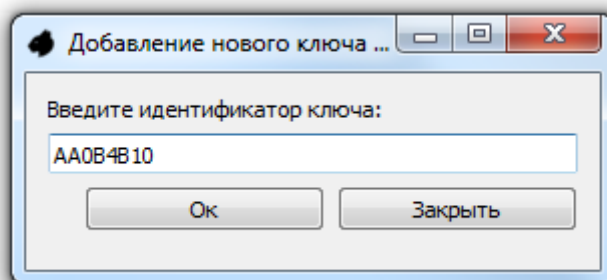 Добавление нового ключа ...
Введите идентификатор ключа:
AA0B4B10
Ок
Закрыть